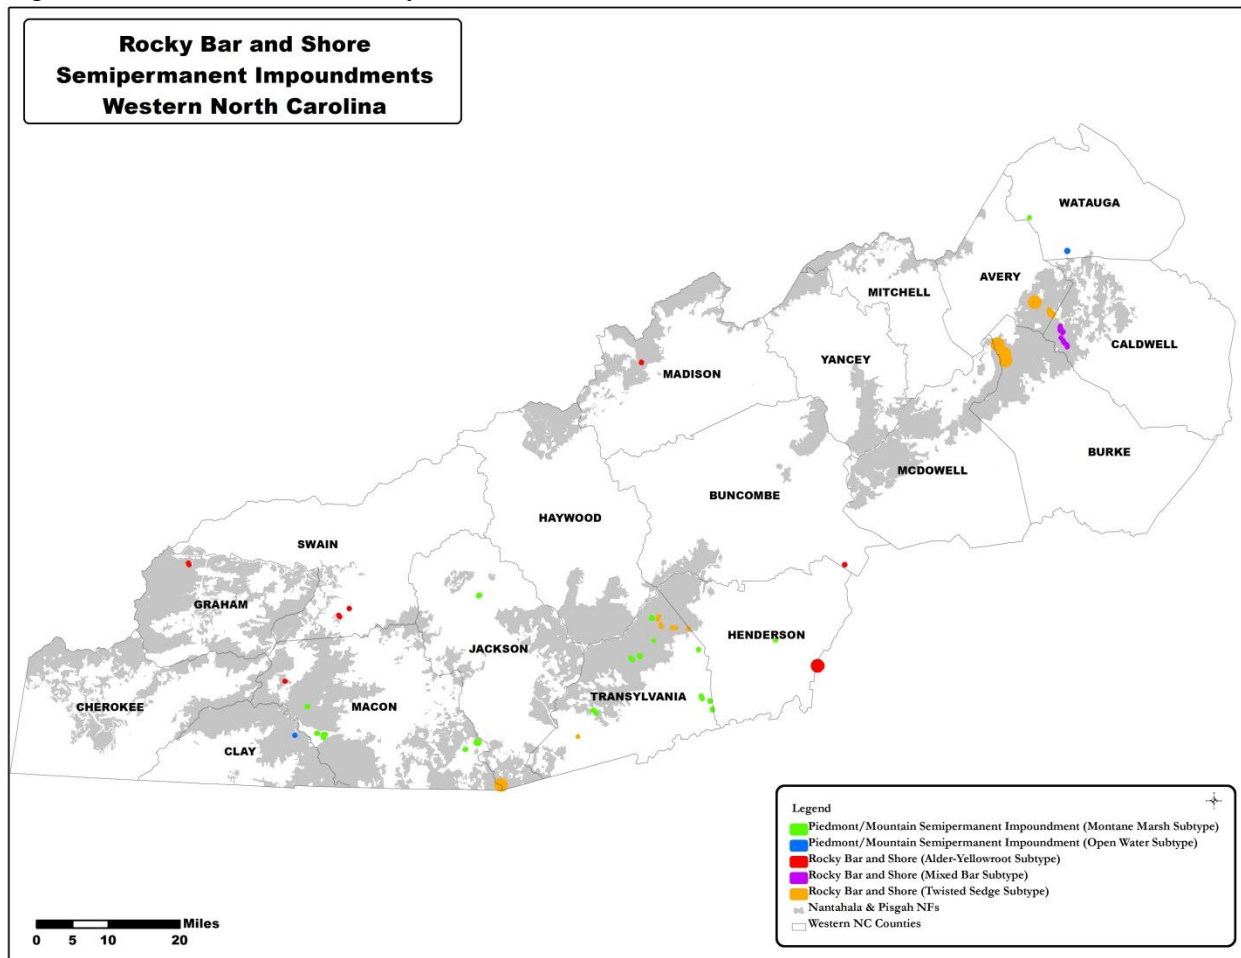 Rocky Bar and Shore
Semipermanent Impoundments
Western North Carolina
WATAUGA
AVERY
MITCHELL
CALDWELL
YANCEY
MADISON
BURKE
MCDOWELL
BUNCOMBE
HAYWOOD
SWAIN
GRAHAM
HENDERSON
JACKSON
TRANSYLVANIA
CHEROKEE
MACON
CLAY
Legend
Piedmont/Mountain Semipermanent Impoundment (Montane Marsh Subtype)
Piedmont/Mountain Semipermanent Impoundment (Open Water Subtype)
Rocky Bar and Shore (Alder-Yellowroot Subtype)
Rocky Bar and Shore (Mixed Bar Subtype)
Rocky Bar and Shore (Twisted Sedge Subtype)
Nantahala & Pisgah NFs
Western NC Counties
Miles
0 5 10 20